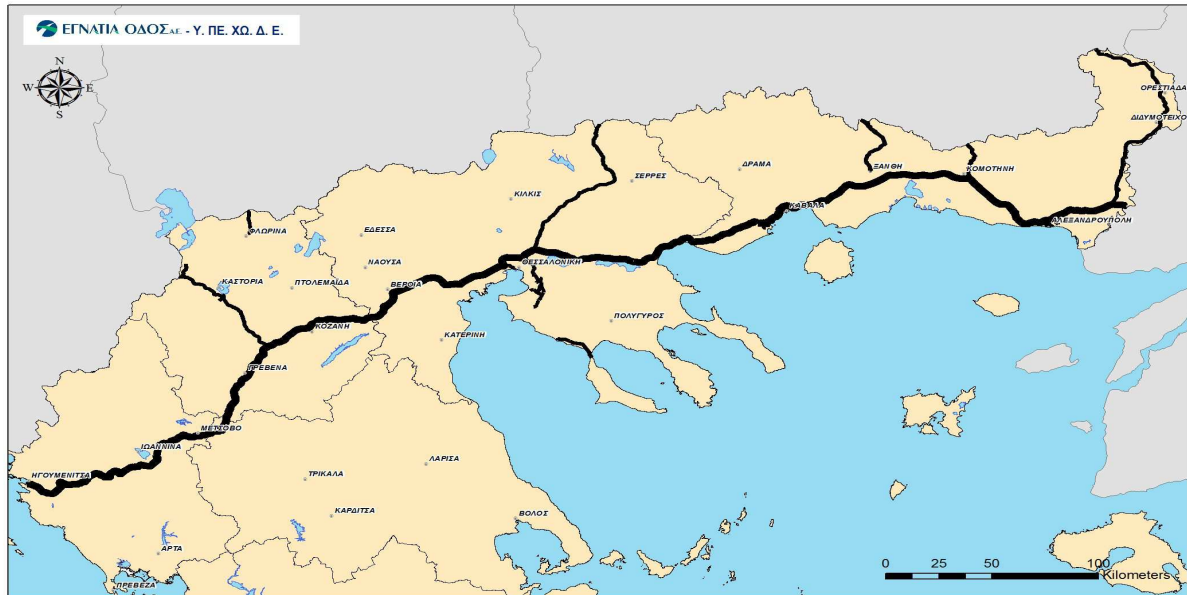 ΕΓΝΑΤΙΑ ΟΔΟΣ Α.Ε. - Υ. ΠΕ. ΧΩ. Δ. Ε.
N
W E
S
ΟΡΕΣΤΙΑΔΑ
ΔΙΔΥΜΟΤΕΙΧΟ
ΔΡΑΜΑ
ΞΑΝΘΗ
ΚΟΜΟΤΗΝΗ
ΣΕΡΡΕΣ
ΚΙΛΚΙΣ
ΚΑΒΑΛΑ
ΑΛΕΞΑΝΔΡΟΥΠΟΛΗ
ΦΛΩΡΙΝΑ
ΕΔΕΣΣΑ
ΝΑΟΥΣΑ
ΘΕΣΣΑΛΟΝΙΚΗ
ΚΑΣΤΟΡΙΑ
ΠΤΟΛΕΜΑΙΔΑ
ΒΕΡΟΙΑ
ΠΟΛΥΓΥΡΟΣ
ΚΟΖΑΝΗ
ΚΑΤΕΡΙΝΗ
ΓΡΕΒΕΝΑ
ΜΕΤΣΟΒΟ
ΙΩΑΝΝΙΝΑ
ΛΑΡΙΣΑ
ΗΓΟΥΜΕΝΙΤΣΑ
ΤΡΙΚΑΛΑ
ΚΑΡΔΙΤΣΑ
ΒΟΛΟΣ
ΑΡΤΑ
ΠΡΕΒΕΖΑ
0 25 50 100
Kilometers